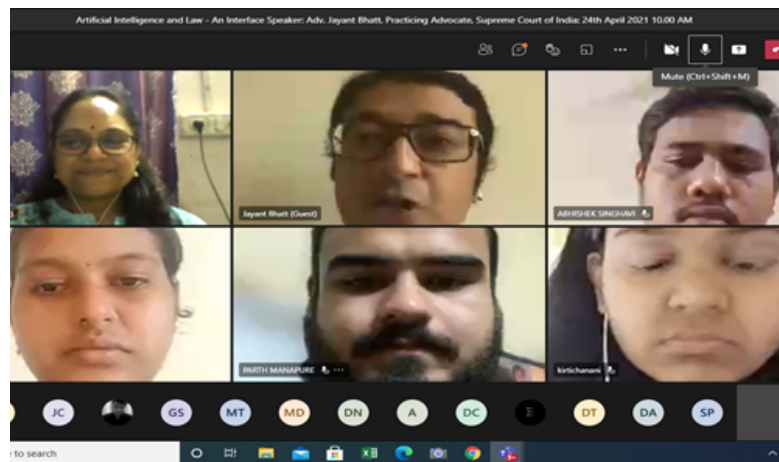 Artificial Intelligence and Law - An Interface Speaker: Adv. Jayant Bhatt, Practicing Advocate, Supreme Court of India: 24th April 2021 10.00 AM
Mute (Ctrl+Shift+M)
Jayant Bhatt (Guest)
ABHISHEK SINGHAVI
PARTH MANAPURE
kirtichanani
JC
GS
MT
MD
DN
A
DC
E
DT
DA
SP
to search